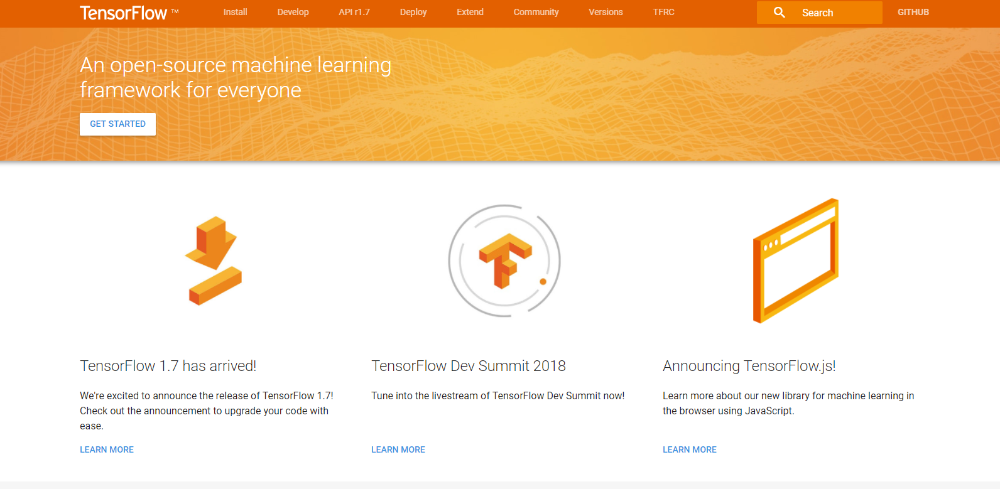 TensorFlow ™
Install Develop API r1.7 Deploy Extend Community Versions TFRC
Search
GITHUB
An open-source machine learning
framework for everyone
GET STARTED
TensorFlow 1.7 has arrived!
We're excited to announce the release of TensorFlow 1.7!
Check out the announcement to upgrade your code with
ease.
LEARN MORE
TensorFlow Dev Summit 2018
Tune into the livestream of TensorFlow Dev Summit now!
LEARN MORE
Announcing TensorFlow.js!
Learn more about our new library for machine learning in
the browser using JavaScript.
LEARN MORE